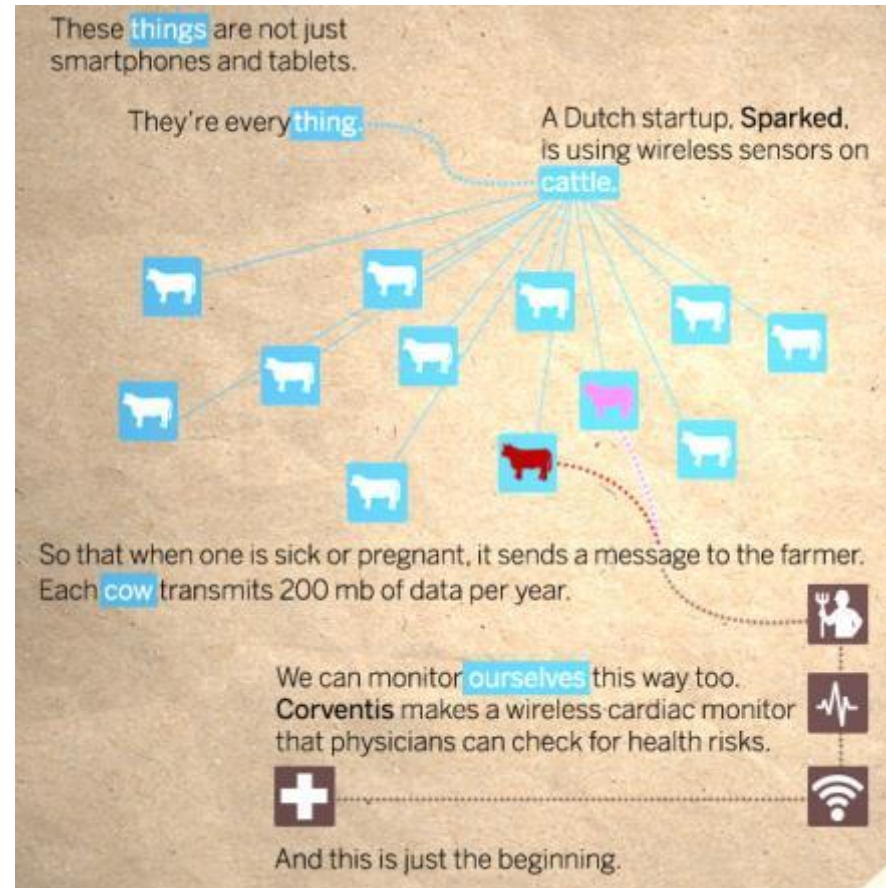 These things are not just
smartphones and tablets.
They're every thing.
A Dutch startup, Sparked,
is using wireless sensors on
cattle.
So that when one is sick or pregnant, it sends a message to the farmer.
Each cow transmits 200 mb of data per year.
We can monitor ourselves this way too.
Corventis makes a wireless cardiac monitor
that physicians can check for health risks.
And this is just the beginning.